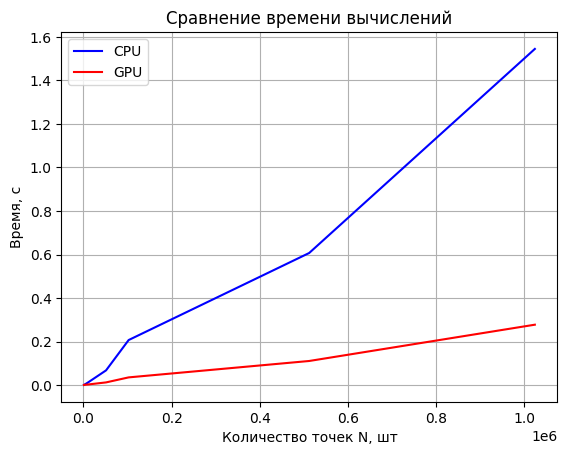 Сравнение времени вычислений
CPU
GPU
Время, с
1.6
1.4
1.2
1.0
0.8
0.6
0.4
0.2
0.0
0.0 0.2 0.4 0.6 0.8 1.0
1e6
Количество точек N, шт